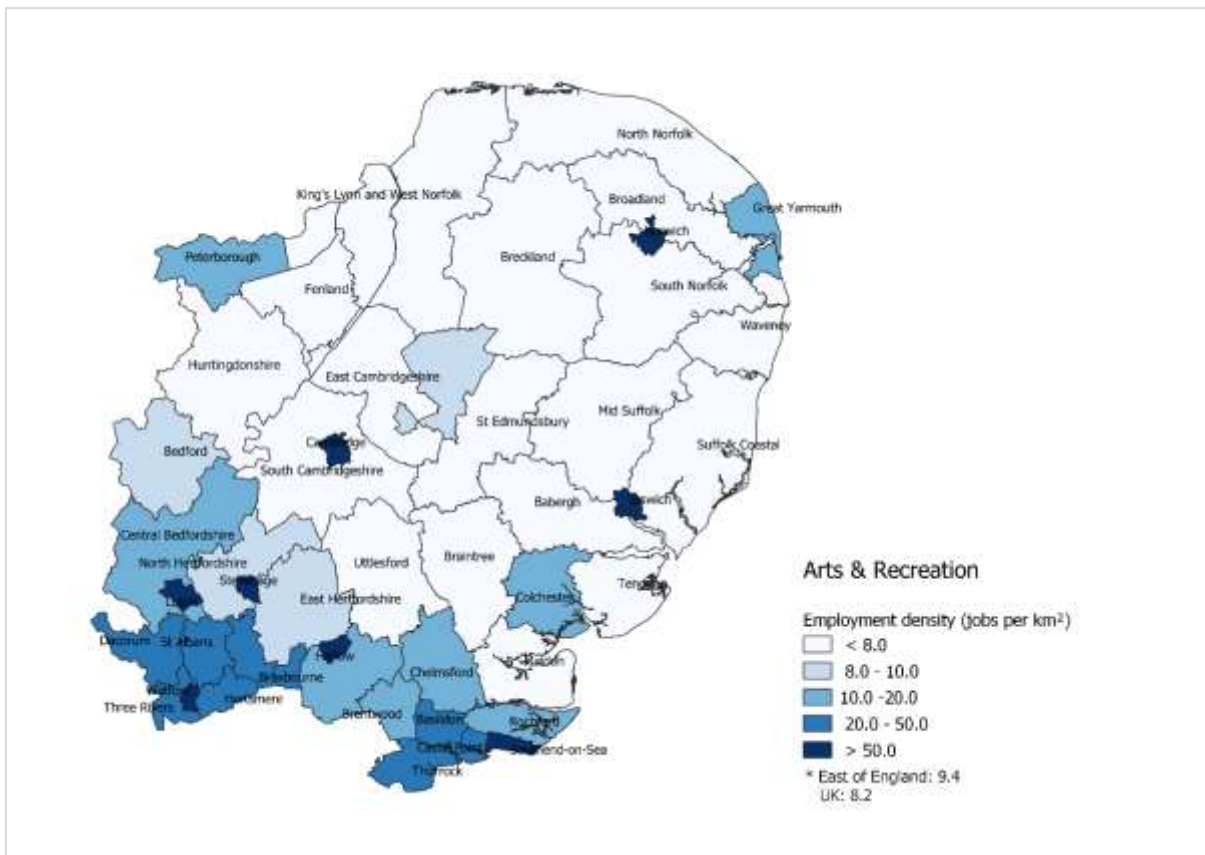 North Norfolk
King's Lynn and West Norfolk
Broadland
Great Yarmouth
Peterborough
Breckland
South Norfolk
Fenland
Waveney
Huntingdonshire
East Cambridgeshire
Mid Suffolk
St Edmundsbury
Bedford
Suffolk Coastal
South Cambridgeshire
Babergh
Central Bedfordshire
North Hertfordshire
Uttlesford
Braintree
East Hertfordshire
Colchester
St Albans
Chelmsford
Three Rivers
Brentwood
Thurrock
Arts & Recreation
Employment density (jobs per km²)
< 8.0
8.0 - 10.0
10.0 -20.0
20.0 - 50.0
> 50.0
* East of England: 9.4
UK: 8.2